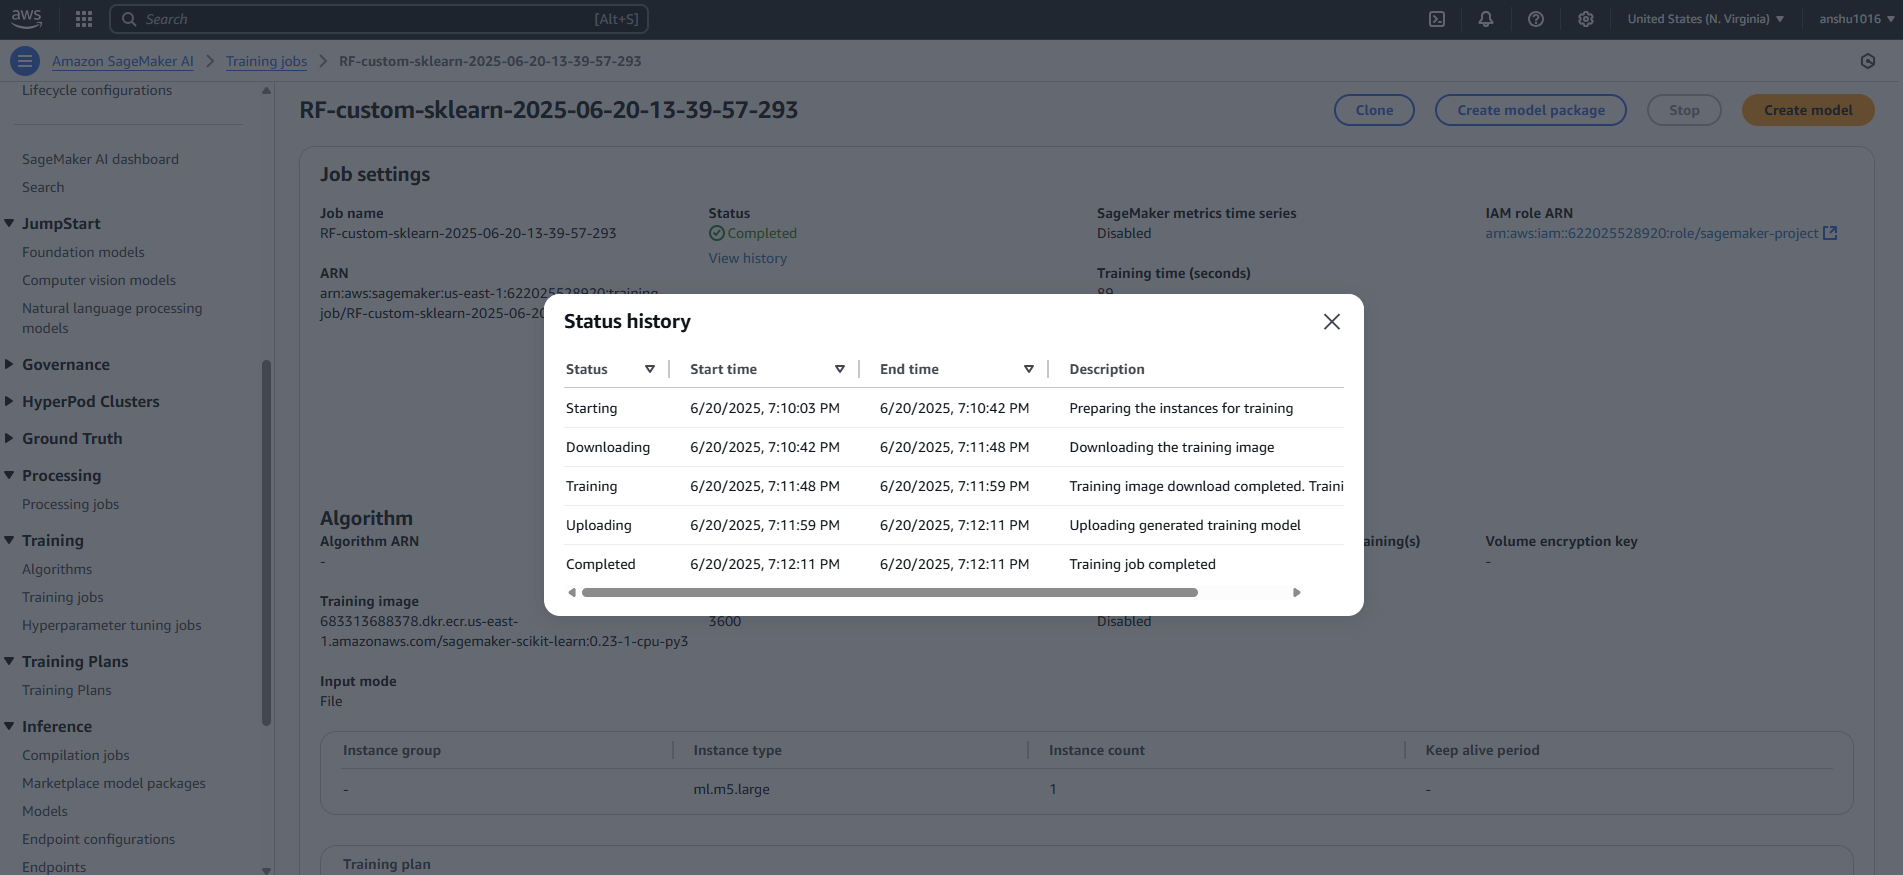 aws
Search
[Alt+S]
United States (N. Virginia)
anshu1016
Amazon SageMaker AI
Training jobs
RF-custom-sklearn-2025-06-20-13-39-57-293
Lifecycle configurations
SageMaker AI dashboard
Search
JumpStart
Foundation models
Computer vision models
Natural language processing
models
Governance
HyperPod Clusters
Ground Truth
Processing
Processing jobs
Training
Algorithms
Training jobs
Hyperparameter tuning jobs
Training Plans
Training Plans
Inference
Compilation jobs
Marketplace model packages
Models
Endpoint configurations
Endpoints
RF-custom-sklearn-2025-06-20-13-39-57-293
Clone
Create model package
Stop
Create model
Job settings
Job name
RF-custom-sklearn-2025-06-20-13-39-57-293
ARN
arn:aws:sagemaker:us-east-1:622025528920:training-
job/RF-custom-sklearn-2025-06-20
Status
Completed
View history
SageMaker metrics time series
Disabled
Training time (seconds)
89
IAM role ARN
arn:aws:iam::622025528920:role/sagemaker-project
Status history
Status Start time End time Description
Starting 6/20/2025, 7:10:03 PM 6/20/2025, 7:10:42 PM Preparing the instances for training
Downloading 6/20/2025, 7:10:42 PM 6/20/2025, 7:11:48 PM Downloading the training image
Training 6/20/2025, 7:11:48 PM 6/20/2025, 7:11:59 PM Training image download completed. Traini
Uploading 6/20/2025, 7:11:59 PM 6/20/2025, 7:12:11 PM Uploading generated training model
Completed 6/20/2025, 7:12:11 PM 6/20/2025, 7:12:11 PM Training job completed
Algorithm
Algorithm ARN
-
Training image
683313688378.dkr.ecr.us-east-
1.amazonaws.com/sagemaker-scikit-learn:0.23-1-cpu-py3
Input mode
File
3600
aining(s)
Disabled
Volume encryption key
-
Instance group Instance type Instance count Keep alive period
- ml.m5.large 1 -
Training plan